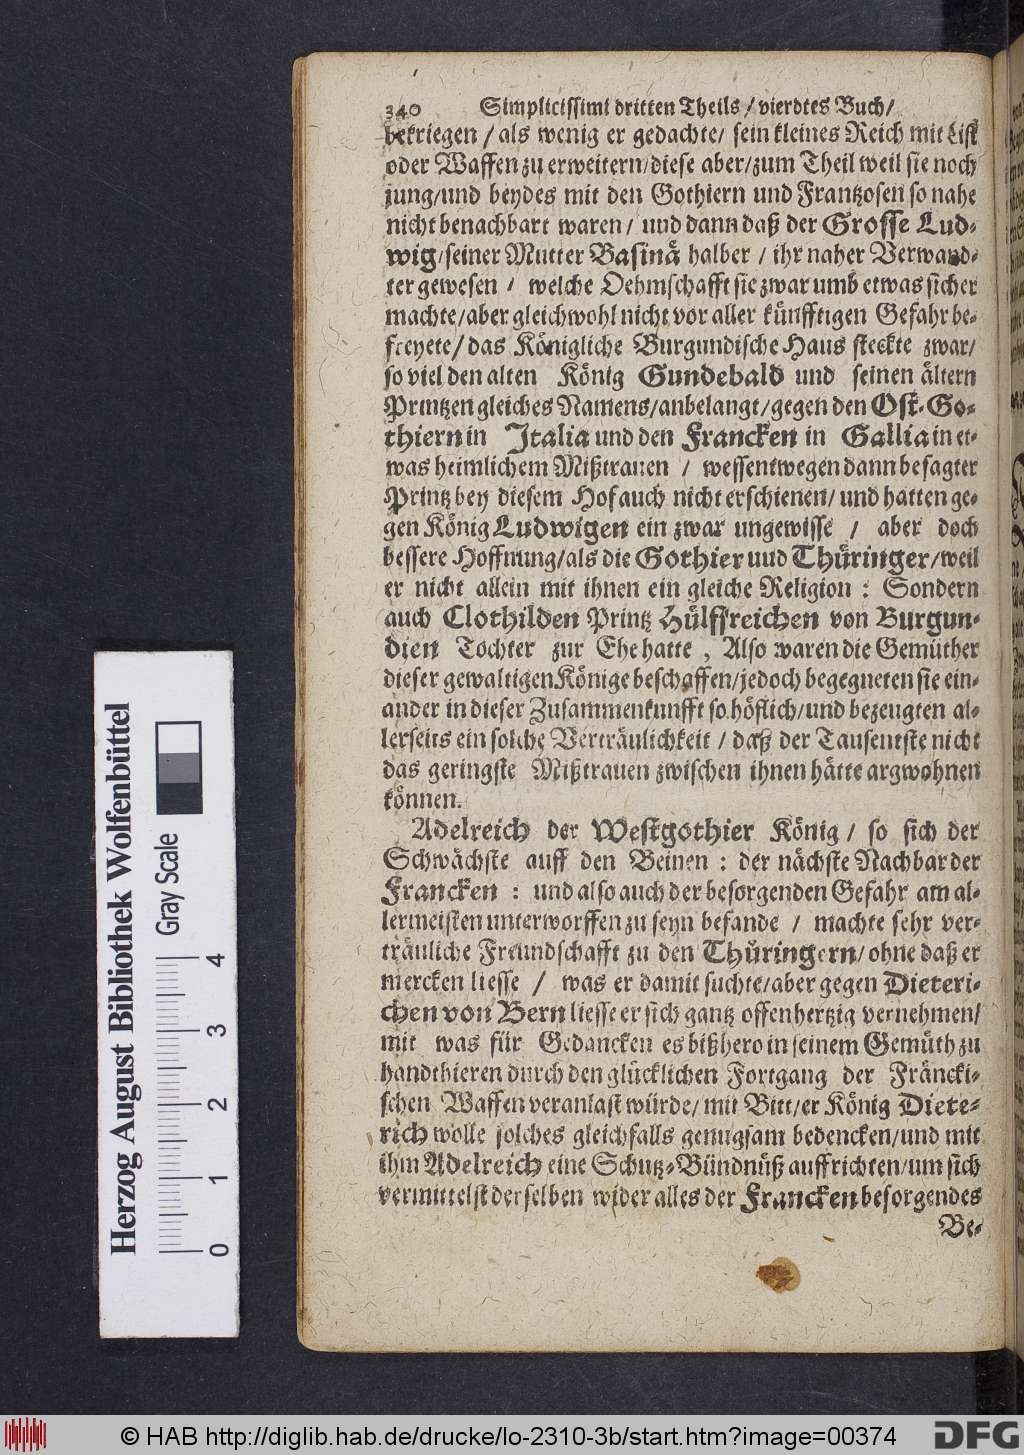 340 Simplicissimi dritten Theils / vierdtes Buch /
bekriegen / als wenig er gedachte / sein kleines Reich mit List
oder Waffen zu erweitern / diese aber / zum Theil weil sie noch
jung / und beydes mit den Gothiern und Frantzosen so nahe
nicht benachbart waren / und dann daß der Grosse Lud-
wig / seiner Mutter Basinä halber / ihr naher Verwand-
ter gewesen / welche Oehmschafft sie zwar umb etwas sicher
machte / aber gleichwohl nicht vor aller künfftigen Gefahr be-
freyete / das Königliche Burgundische Haus steckte zwar /
so viel den alten König Gundebald und seinen ältern
Printzen gleiches Namens / anbelangt / gegen den Ost-Go-
thiern in Italia und den Francken in Gallia in et-
was heimlichem Mißtrauen / wessentwegen dann besagter
Printz bey diesem Hof auch nicht erschienen / und hatten ge-
gen König Ludwigen ein zwar ungewisse / aber doch
bessere Hoffnung / als die Gothier uud Thüringer / weil
er nicht allein mit ihnen ein gleiche Religion : Sondern
auch Clothilden Printz Hülffreichen von Burgun-
dien Tochter zur Ehe hatte , Also waren die Gemüther
dieser gewaltigen Könige beschaffen / jedoch begegneten sie ein-
ander in dieser Zusammenkunfft so höflich / und bezeugten al-
lerseits ein solche Verträulichkeit / daß der Tausentste nicht
das geringste Mißtrauen zwischen ihnen hätte argwohnen
können.
Adelreich der Westgothier König / so sich der
Schwächste auff den Beinen : der nächste Nachbar der
Francken : und also auch der besorgenden Gefahr am al-
lermeisten unterworffen zu seyn befande / machte sehr ver-
träuliche Freundschafft zu den Thüringern / ohne daß er
mercken liesse / was er damit suchte / aber gegen Dieteri-
chen von Bern liesse er sich gantz offenhertzig vernehmen /
mit was für Gedancken es bißhero in seinem Gemüth zu
handthieren durch den glücklichen Fortgang der Fräncki-
schen Waffen veranlast würde / mit Bitt / er König Diete-
rich wolle solches gleichfalls genugsam bedencken / und mit
ihm Adelreich eine Schutz-Bündnüß auffrichten / um sich
vermittelst derselben wider alles der Francken besorgendes
Be-
Herzog August Bibliothek Wolfenbüttel
Gray Scale
0 1 2 3 4
© HAB http://diglib.hab.de/drucke/lo-2310-3b/start.htm?image=00374
DFG